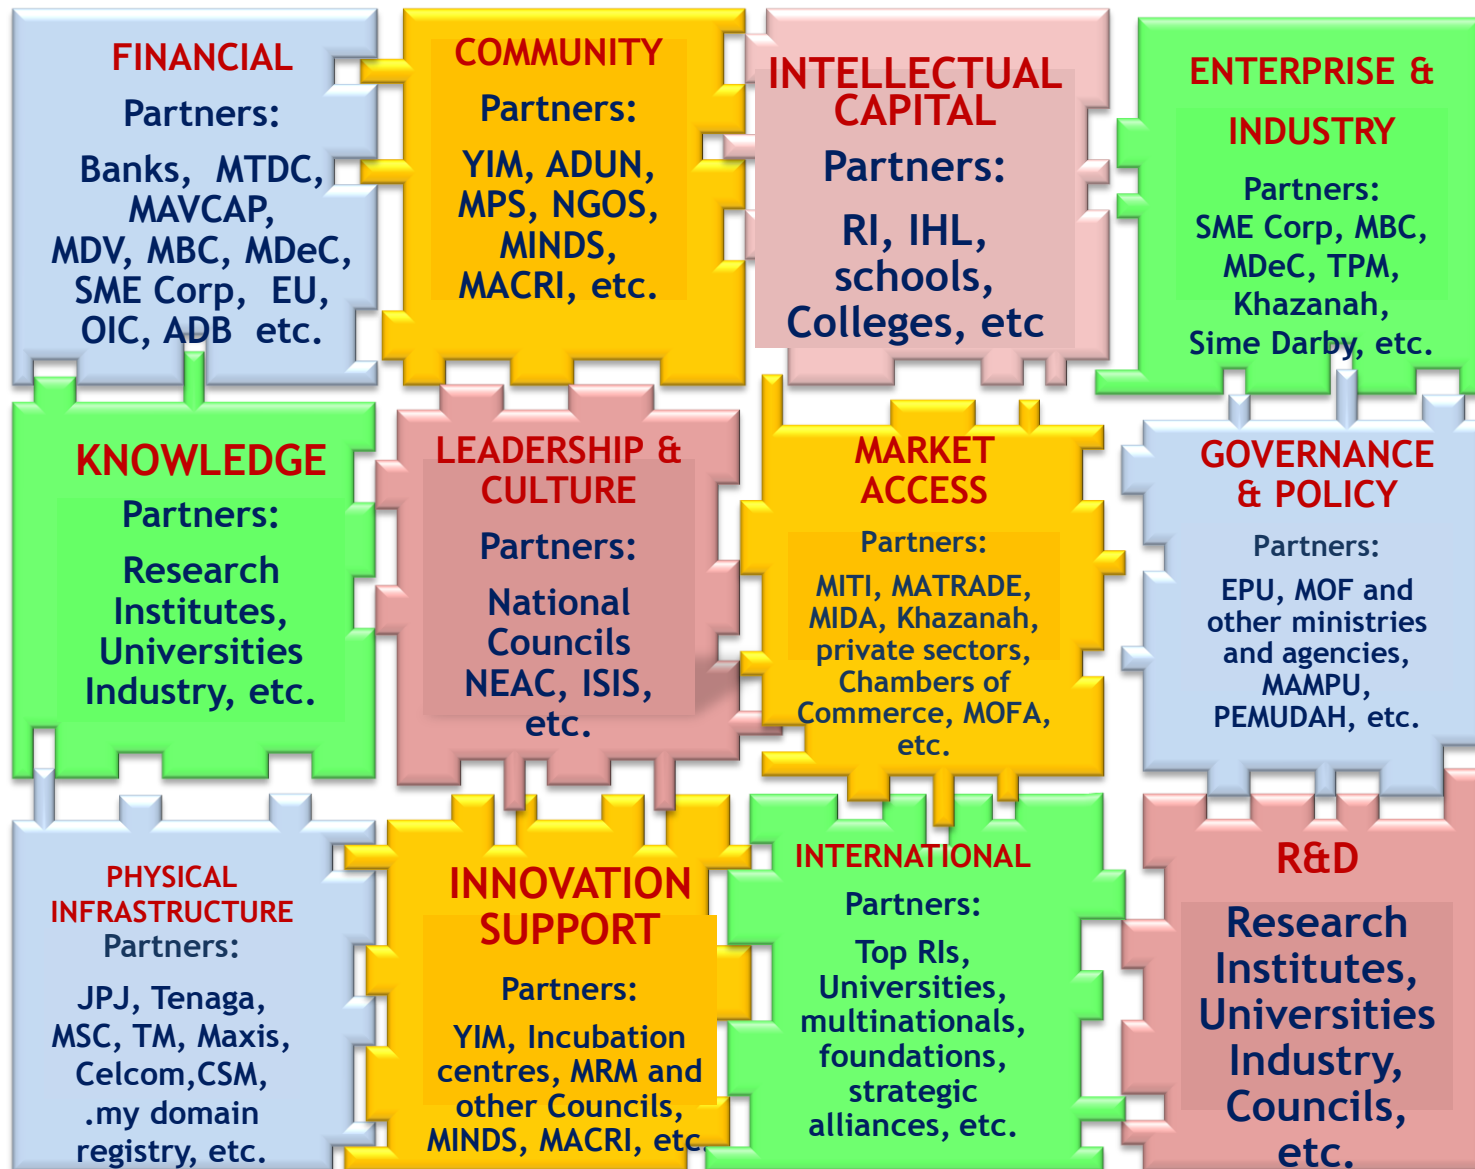 FINANCIAL
Partners:
Banks, MTDC,
MAVCAP,
MDV, MBC, MDeC,
SME Corp, EU,
OIC, ADB etc.
COMMUNITY
Partners:
YIM, ADUN,
MPS, NGOS,
MINDS,
MACRI, etc.
INTELLECTUAL
CAPITAL
Partners:
RI, IHL,
schools,
Colleges, etc
ENTERPRISE &
INDUSTRY
Partners:
SME Corp, MBC,
MDeC, TPM,
Khazanah,
Sime Darby, etc.
KNOWLEDGE
Partners:
Research
Institutes,
Universities
Industry, etc.
LEADERSHIP &
CULTURE
Partners:
National
Councils
NEAC, ISIS,
etc.
MARKET
ACCESS
Partners:
MITI, MATRADE,
MIDA, Khazanah,
private sectors,
Chambers of
Commerce, MOFA,
etc.
GOVERNANCE
& POLICY
Partners:
EPU, MOF and
other ministries
and agencies,
MAMPU,
PEMUDAH, etc.
PHYSICAL
INFRASTRUCTURE
Partners:
JPJ, Tenaga,
MSC, TM, Maxis,
Celcom,CSM,
.my domain
registry, etc.
INNOVATION
SUPPORT
Partners:
YIM, Incubation
centres, MRM and
other Councils,
MINDS, MACRI, etc.
INTERNATIONAL
Partners:
Top RIs,
Universities,
multinationals,
foundations,
strategic
alliances, etc.
R&D
Research
Institutes,
Universities
Industry,
Councils,
etc.